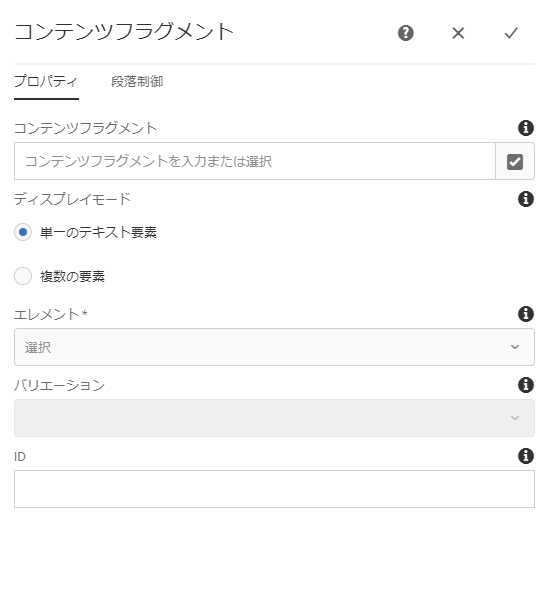 コンテンツフラグメント
プロパティ 段落制御
コンテンツフラグメント
コンテンツフラグメントを入力または選択
ディスプレイモード
単一のテキスト要素
複数の要素
エレメント *
選択
バリエーション
ID